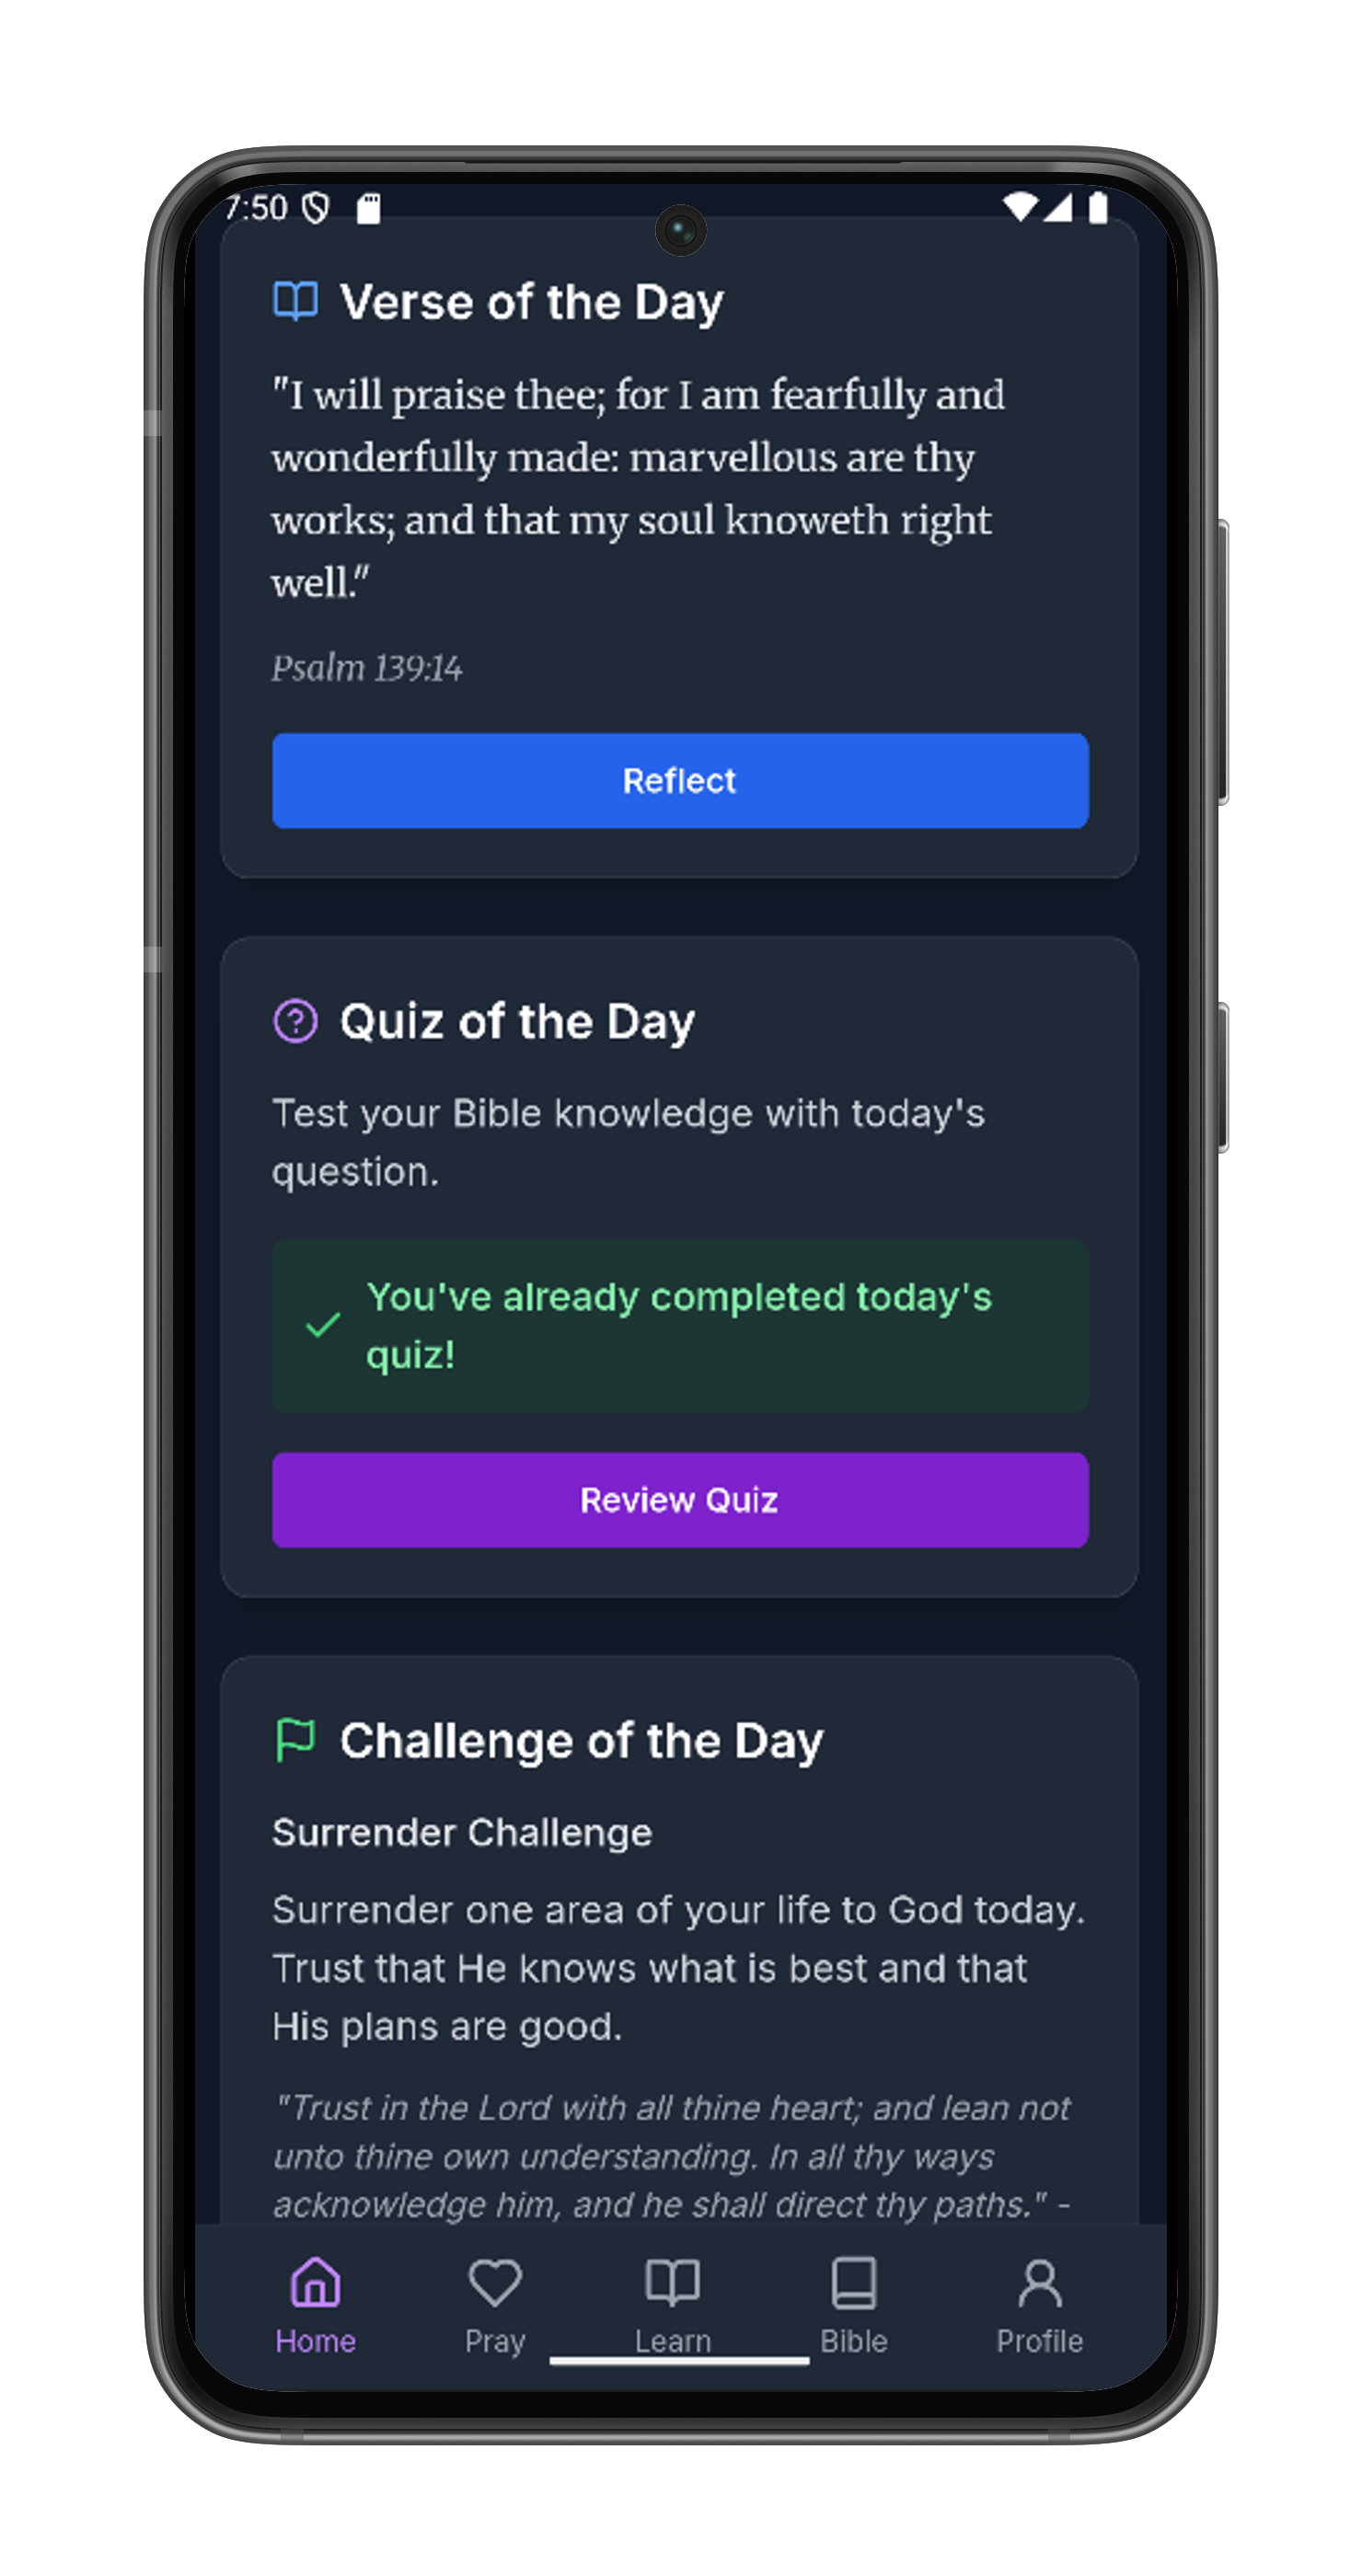 7:50
Verse of the Day
"I will praise thee; for I am fearfully and
wonderfully made: marvellous are thy
works; and that my soul knoweth right
well."
Psalm 139:14
Reflect
Quiz of the Day
Test your Bible knowledge with today's
question.
You've already completed today's
quiz!
Review Quiz
Challenge of the Day
Surrender Challenge
Surrender one area of your life to God today.
Trust that He knows what is best and that
His plans are good.
"Trust in the Lord with all thine heart; and lean not
unto thine own understanding. In all thy ways
acknowledge him, and he shall direct thy paths." -
Home Pray Learn Bible Profile